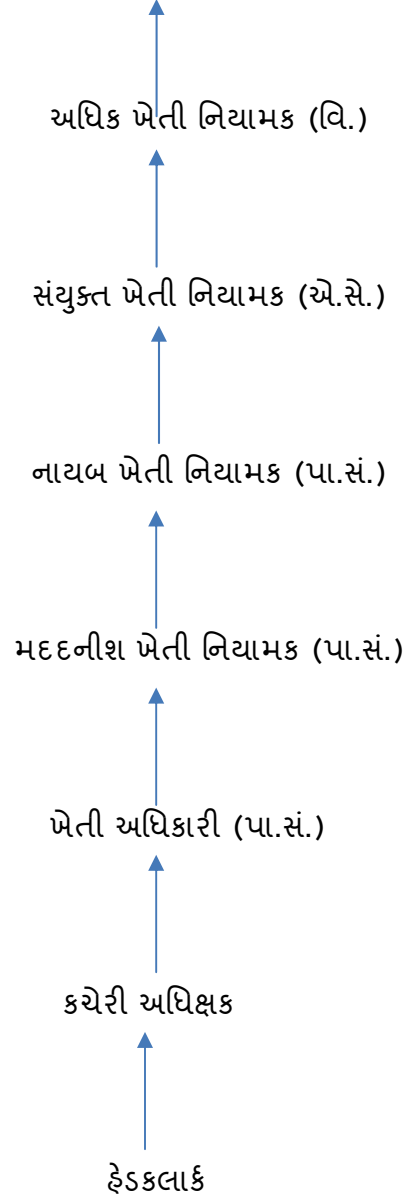 અધિક ખેતી નિયામક (વિ.)
સંયુક્ત ખેતી નિયામક (એ.સે.)
નાયબ ખેતી નિયામક (પા.સં.)
મદદનીશ ખેતી નિયામક (પા.સં.)
ખેતી અધિકારી (પા.સં.)
કચેરી અધિક્ષક
હેડકલાર્ક